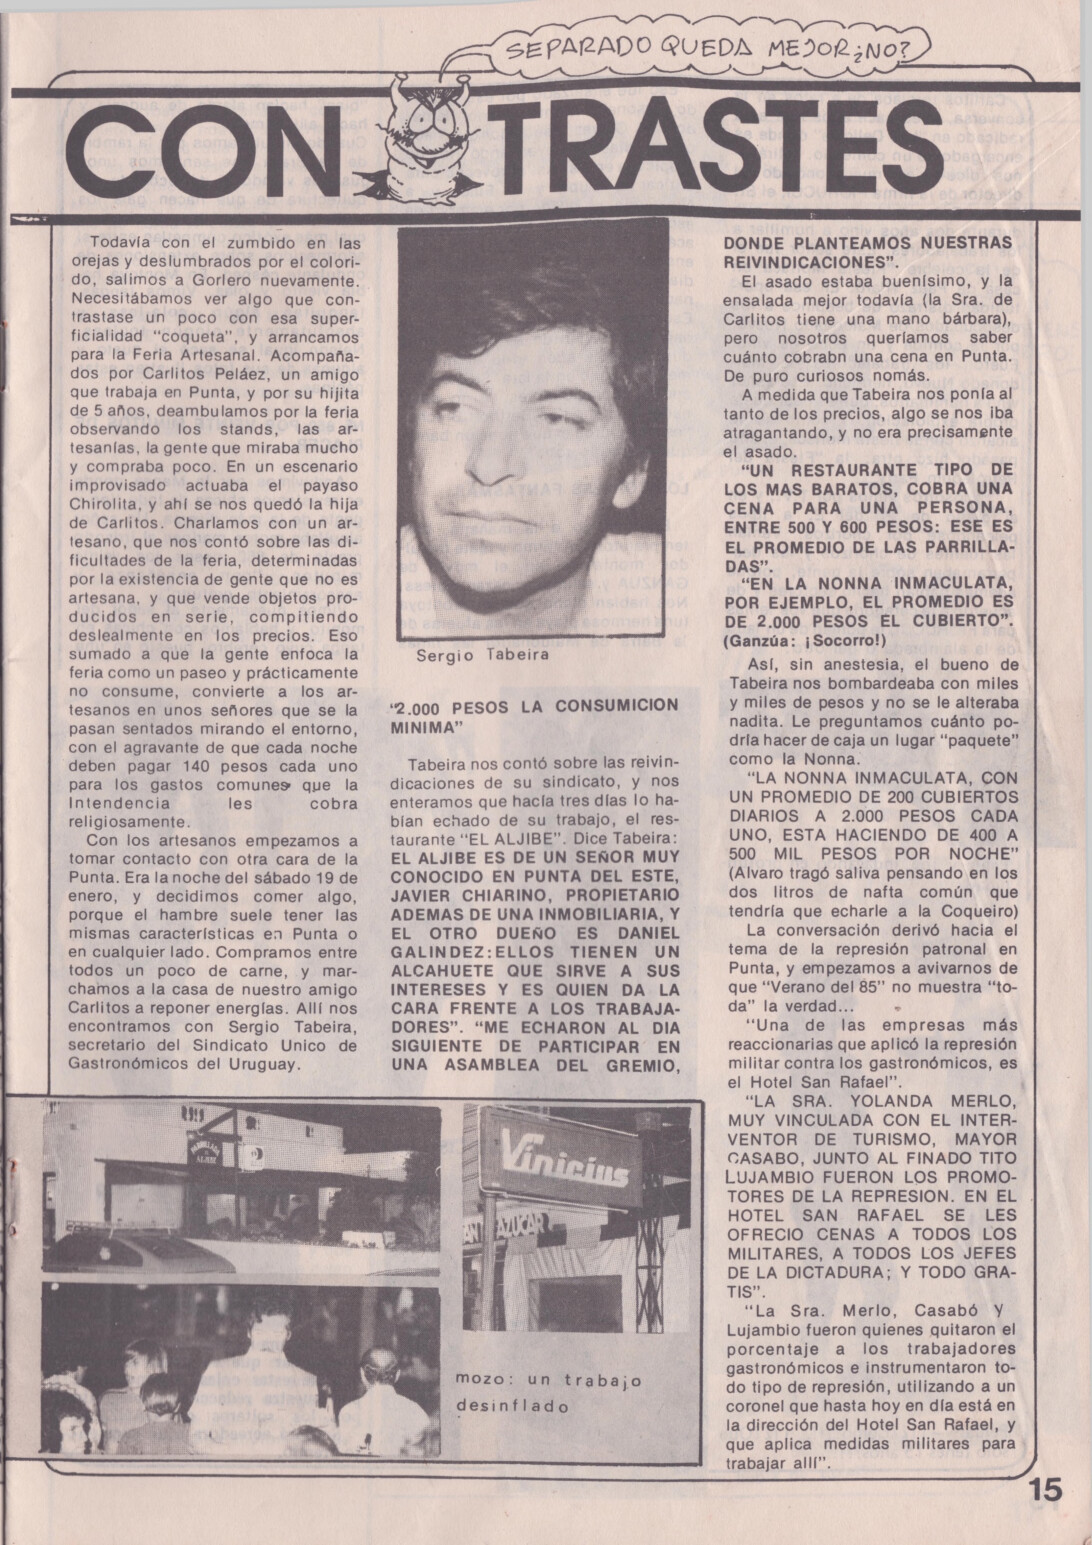 SEPARADO QUEDA MEJOR ¿NO?
CON TRASTES
Todavía con el zumbido en las
orejas y deslumbrados por el colori-
do, salimos a Gorlero nuevamente.
Necesitábamos ver algo que con-
trastase un poco con esa super-
ficialidad "coqueta", y arrancamos
para la Feria Artesanal. Acompaña-
dos por Carlitos Peláez, un amigo
que trabaja en Punta, y por su hijita
de 5 años, deambulamos por la feria
observando los stands, las ar-
tesanías, la gente que miraba mucho
y compraba poco. En un escenario
improvisado actuaba el payaso
Chirolita, y ahí se nos quedó la hija
de Carlitos. Charlamos con un ar-
tesano, que nos contó sobre las di-
ficultades de la feria, determinadas
por la existencia de gente que no es
artesana, y que vende objetos pro-
ducidos en serie, compitiendo
deslealmente en los precios. Eso
sumado a que la gente enfoca la
feria como un paseo y prácticamente
no consume, convierte a los ar-
tesanos en unos señores que se la
pasan sentados mirando el entorno,
con el agravante de que cada noche
deben pagar 140 pesos cada uno
para los gastos comunes que la
Intendencia les cobra
religiosamente.
Con los artesanos empezamos a
tomar contacto con otra cara de la
Punta. Era la noche del sábado 19 de
enero, y decidimos comer algo,
porque el hambre suele tener las
mismas características en Punta o
en cualquier lado. Compramos entre
todos un poco de carne, y mar-
chamos a la casa de nuestro amigo
Carlitos a reponer energías. Allí nos
encontramos con Sergio Tabeira,
secretario del Sindicato Unico de
Gastronómicos del Uruguay.
Sergio Tabeira
"2.000 PESOS LA CONSUMICION
MINIMA"
Tabeira nos contó sobre las reivin-
dicaciones de su sindicato, y nos
enteramos que hacía tres días lo ha-
bían echado de su trabajo, el res-
taurante "EL ALJIBE". Dice Tabeira:
EL ALJIBE ES DE UN SEÑOR MUY
CONOCIDO EN PUNTA DEL ESTE,
JAVIER CHIARINO, PROPIETARIO
ADEMAS DE UNA INMOBILIARIA, Y
EL OTRO DUEÑO ES DANIEL
GALINDEZ:ELLOS TIENEN UN
ALCAHUETE QUE SIRVE A SUS
INTERESES Y ES QUIEN DA LA
CARA FRENTE A LOS TRABAJA-
DORES". "ME ECHARON AL DIA
SIGUIENTE DE PARTICIPAR EN
UNA ASAMBLEA DEL GREMIO,
DONDE PLANTEAMOS NUESTRAS
REIVINDICACIONES".
El asado estaba buenísimo, y la
ensalada mejor todavía (la Sra. de
Carlitos tiene una mano bárbara),
pero nosotros queríamos saber
cuánto cobrabn una cena en Punta.
De puro curiosos nomás.
A medida que Tabeira nos ponía al
tanto de los precios, algo se nos iba
atragantando, y no era precisamente
el asado.
"UN RESTAURANTE TIPO DE
LOS MAS BARATOS, COBRA UNA
CENA PARA UNA PERSONA,
ENTRE 500 Y 600 PESOS: ESE ES
EL PROMEDIO DE LAS PARRILLA-
DAS".
"EN LA NONNA INMACULATA,
POR EJEMPLO, EL PROMEDIO ES
DE 2.000 PESOS EL CUBIERTO".
(Ganzúa: ¡Socorro!)
Así, sin anestesia, el bueno de
Tabeira nos bombardeaba con miles
y miles de pesos y no se le alteraba
nadita. Le preguntamos cuánto po-
dría hacer de caja un lugar "paquete"
como la Nonna.
"LA NONNA INMACULATA, CON
UN PROMEDIO DE 200 CUBIERTOS
DIARIOS A 2.000 PESOS CADA
UNO, ESTA HACIENDO DE 400 A
500 MIL PESOS POR NOCHE"
(Alvaro tragó saliva pensando en los
dos litros de nafta común que
tendría que echarle a la Coqueiro)
La conversación derivó hacia el
tema de la represión patronal en
Punta, y empezamos a avivarnos de
que "Verano del 85" no muestra "to-
da" la verdad...
"Una de las empresas más
reaccionarias que aplicó la represión
militar contra los gastronómicos, es
el Hotel San Rafael".
"LA SRA. YOLANDA MERLO,
MUY VINCULADA CON EL INTER-
VENTOR DE TURISMO, MAYOR
CASABO, JUNTO AL FINADO TITO
LUJAMBIO FUERON LOS PROMO-
TORES DE LA REPRESION. EN EL
HOTEL SAN RAFAEL SE LES
OFRECIO CENAS A TODOS LOS
MILITARES, A TODOS LOS JEFES
DE LA DICTADURA; Y TODO GRA-
TIS".
"La Sra. Merlo, Casabó y
Lujambio fueron quienes quitaron el
porcentaje a los trabajadores
gastronómicos e instrumentaron to-
do tipo de represión, utilizando a un
coronel que hasta hoy en día está en
la dirección del Hotel San Rafael, y
que aplica medidas militares para
trabajar allí".
PARRILLADA
EL
ALJIBE
Vinicius
AZUCAR
mozo: un trabajo
desinflado
15